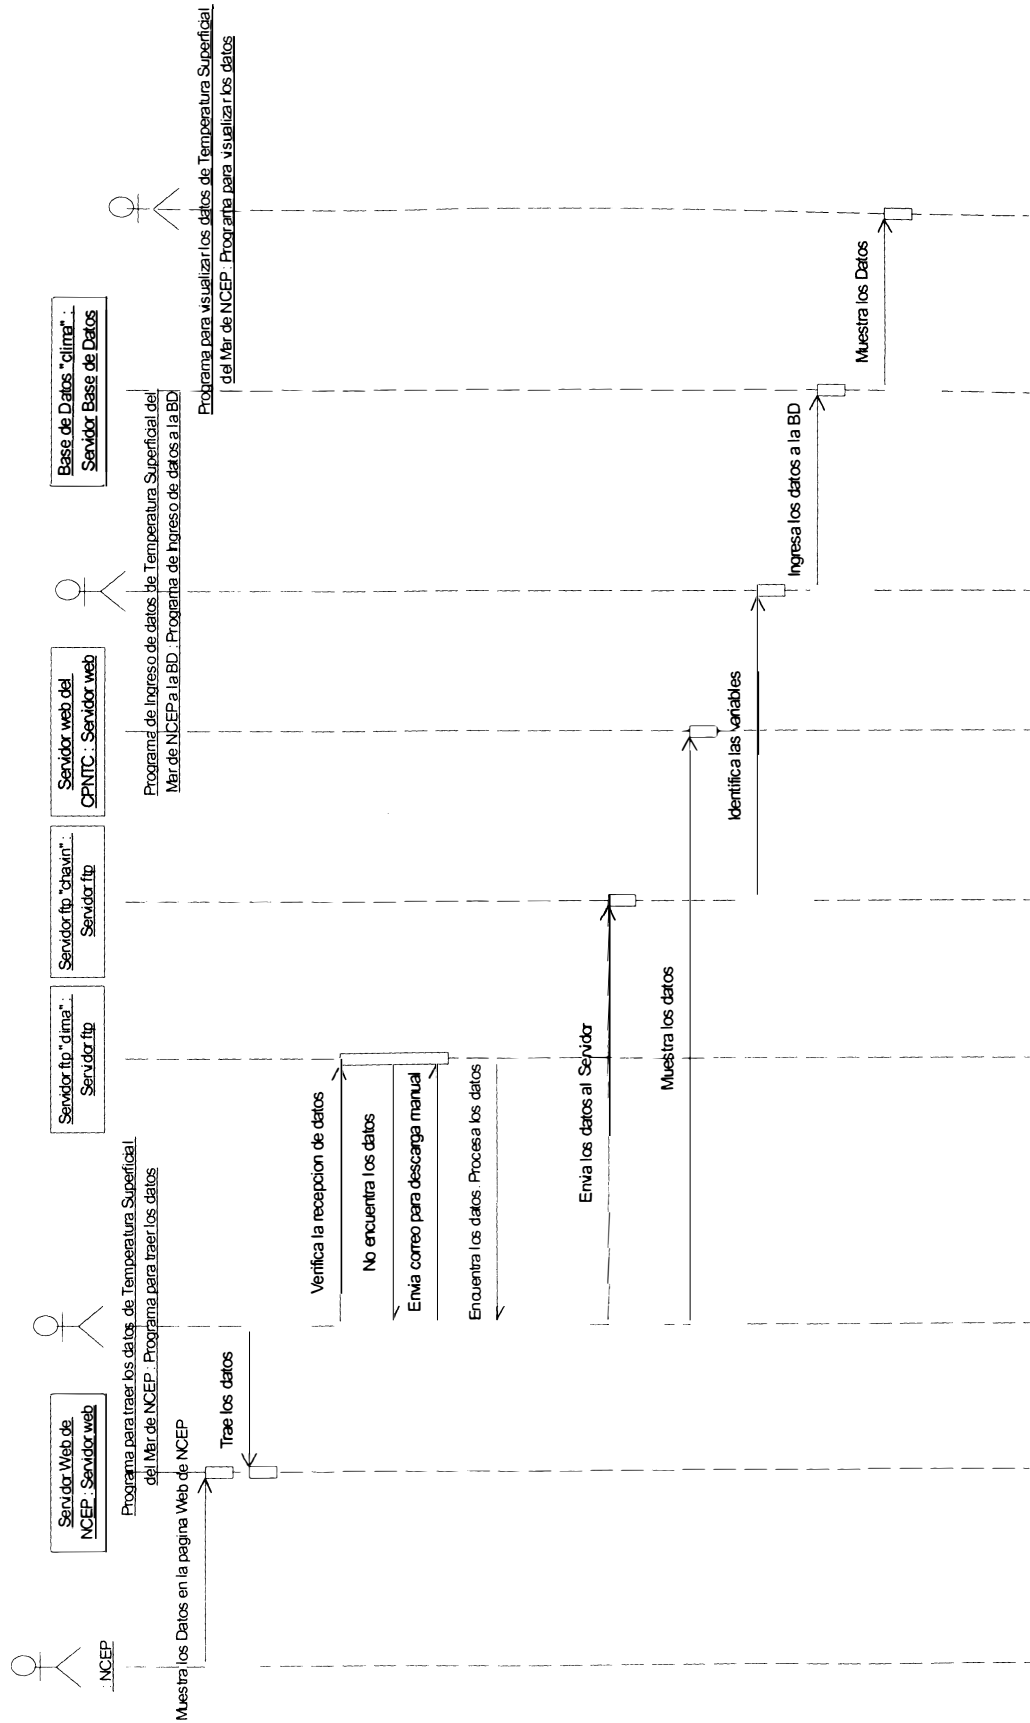 : NCEP
Servidor Web de
NCEP : Servidor web
Programa para traer los datos de Temperatura Superficial
del Mar de NCEP : Programa para traer los datos
Servidor ftp "clima" :
Servidor ftp
Servidor ftp "chavin" :
Servidor ftp
Servidor web del
CPNTC : Servidor web
Programa de Ingreso de datos de Temperatura Superficial del
Mar de NCEP a la BD : Programa de Ingreso de datos a la BD
Base de Datos "clima" :
Servidor Base de Datos
Programa para visualizar los datos de Temperatura Superficial
del Mar de NCEP : Programa para visualizar los datos
Muestra los Datos en la pagina Web de NCEP
Trae los datos
Verifica la recepcion de datos
No encuentra los datos
Envia correo para descarga manual
Encuentra los datos. Procesa los datos
Envia los datos al Servidor
Muestra los datos
Identifica las variables
Ingresa los datos a la BD
Muestra los Datos